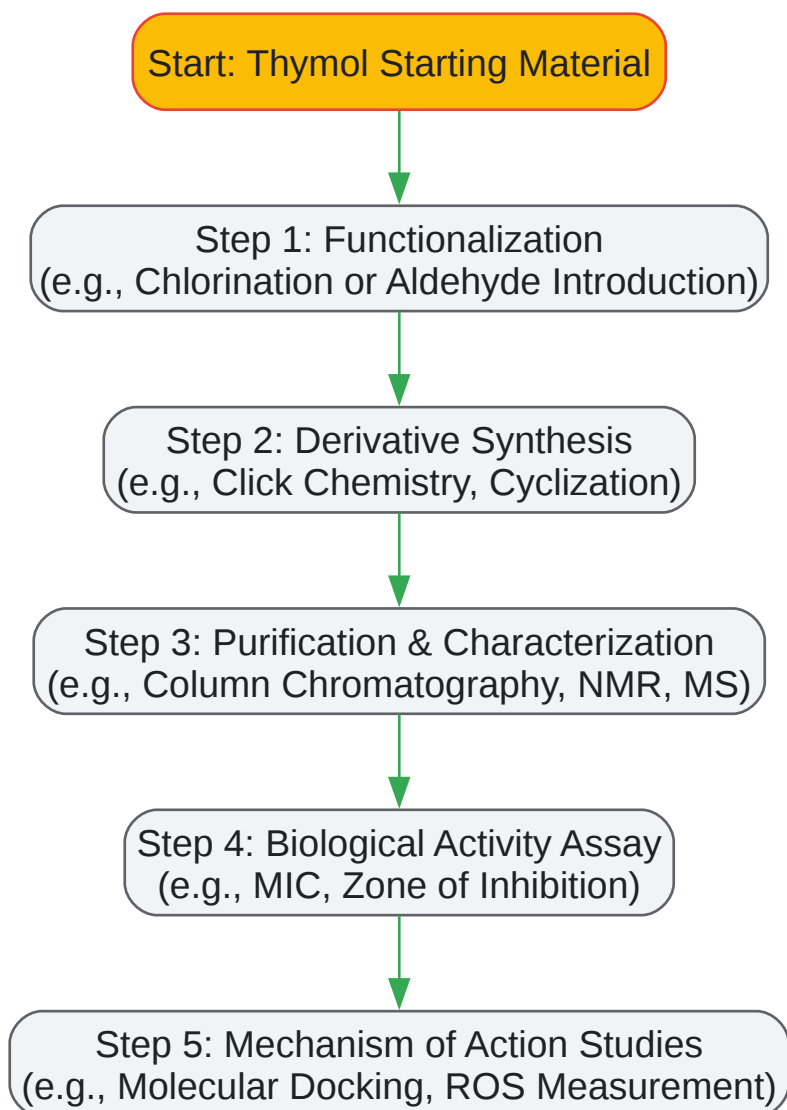 Start: Thymol Starting Material
Step 1: Functionalization
(e.g., Chlorination or Aldehyde Introduction)
Step 2: Derivative Synthesis
(e.g., Click Chemistry, Cyclization)
Step 3: Purification & Characterization
(e.g., Column Chromatography, NMR, MS)
Step 4: Biological Activity Assay
(e.g., MIC, Zone of Inhibition)
Step 5: Mechanism of Action Studies
(e.g., Molecular Docking, ROS Measurement)